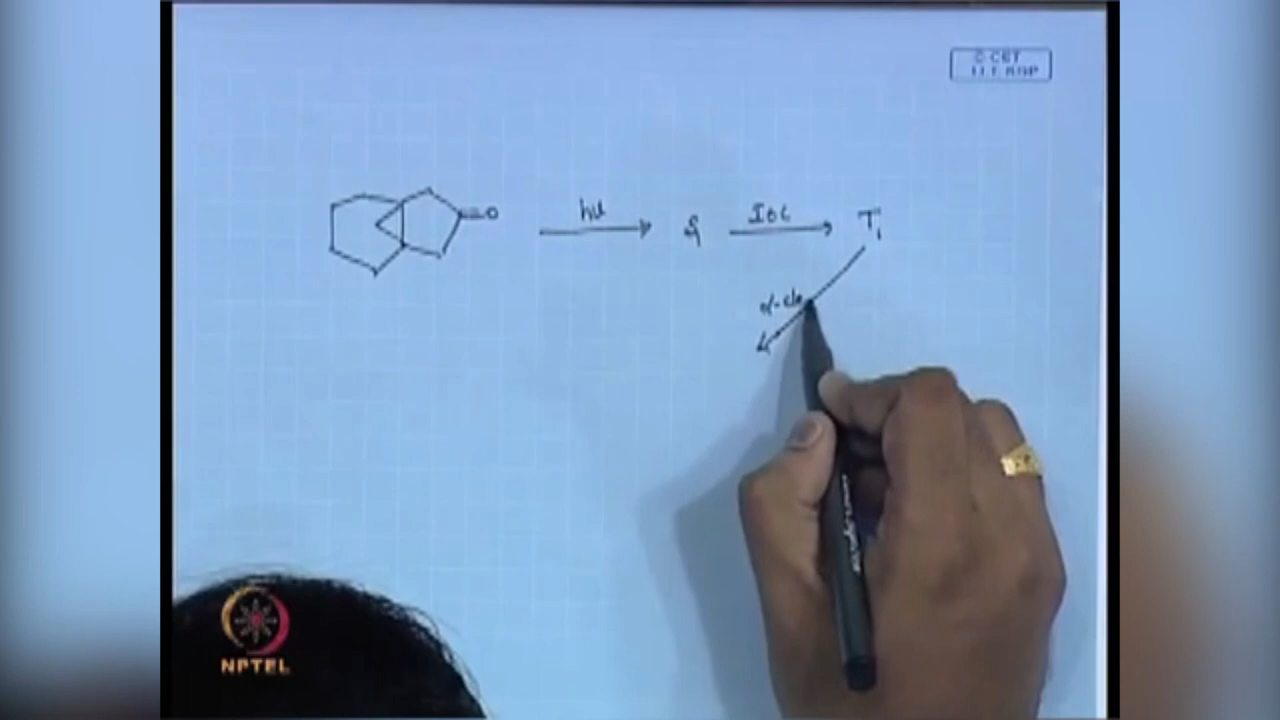 © CET
I.I.T. KGP
=O hν S₁ ISC T₁
α-cle
NPTEL